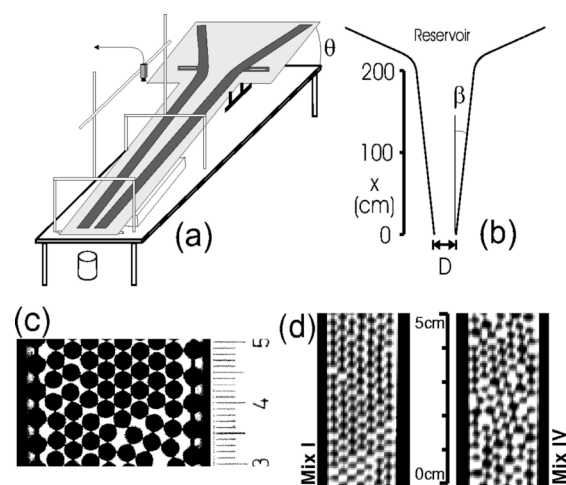 θ
(a)
Reservoir
200
β
100
x
(cm)
0
D
(b)
(c)
5
4
3
(d)
Mix I
5cm
0cm
Mix IV